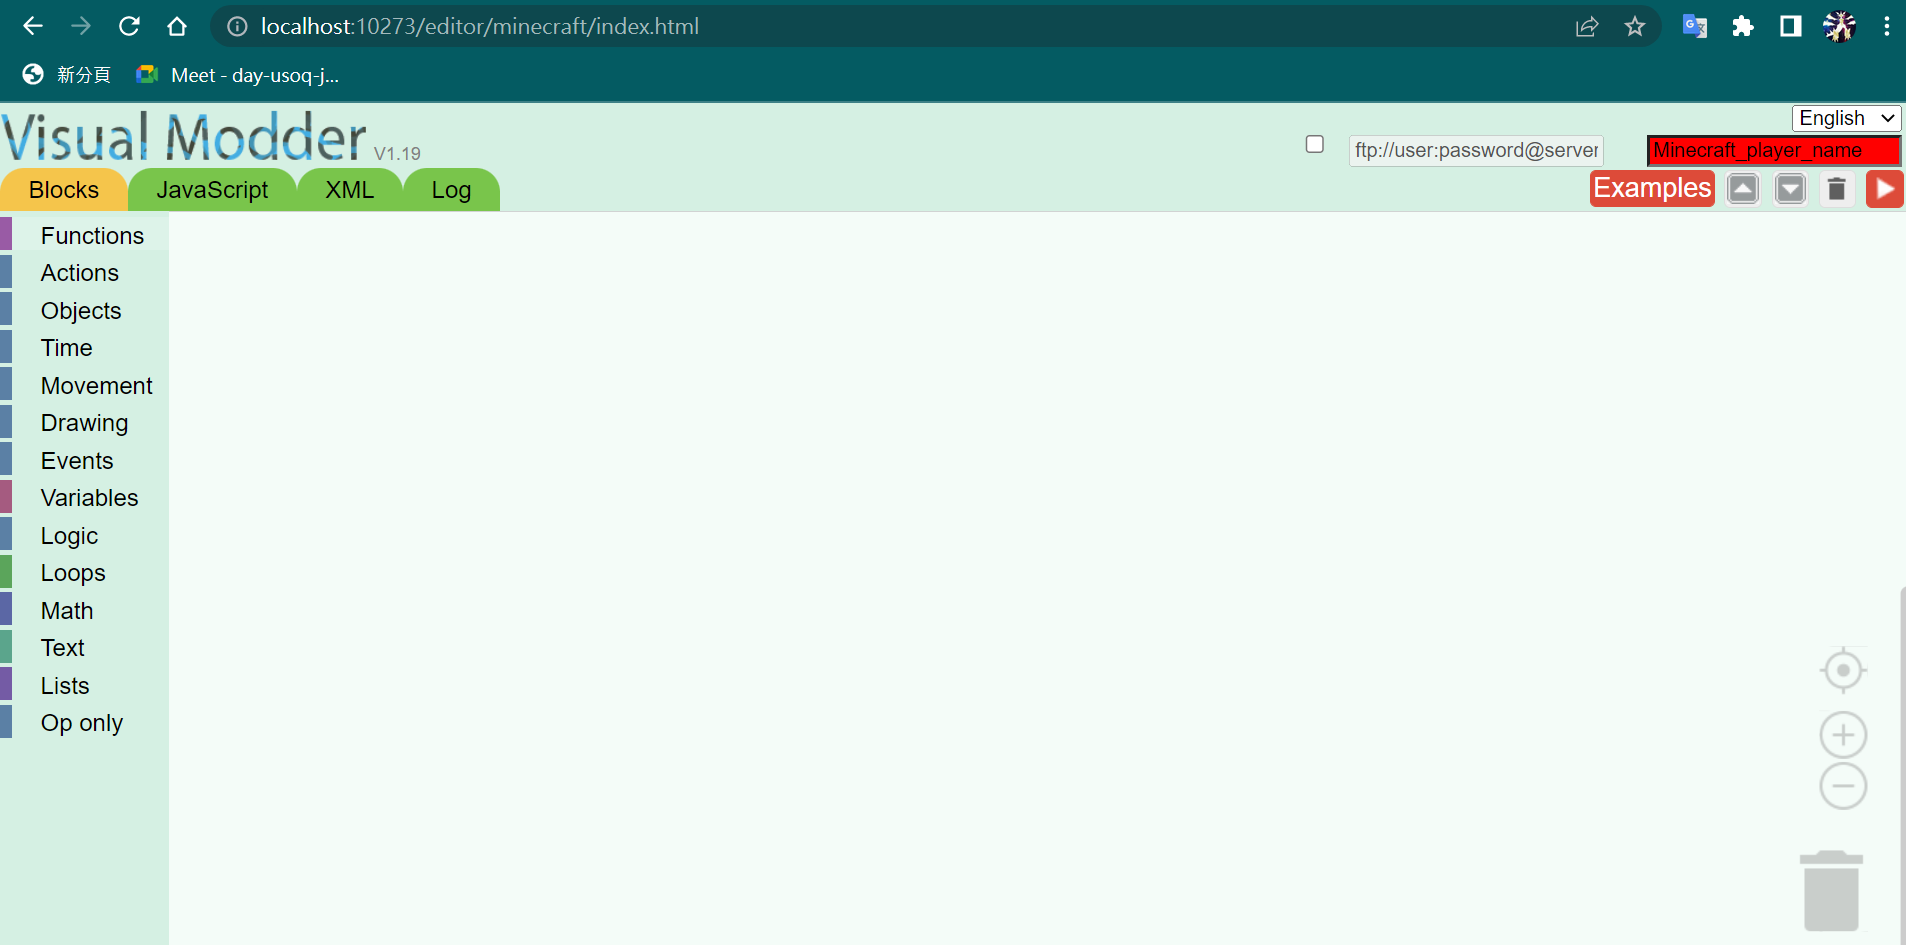 localhost:10273/editor/minecraft/index.html
新分頁 Meet - day-usoq-j...
Visual Modder V1.19
English
ftp://user:password@server
Minecraft_player_name
Blocks JavaScript XML Log
Examples
Functions
Actions
Objects
Time
Movement
Drawing
Events
Variables
Logic
Loops
Math
Text
Lists
Op only